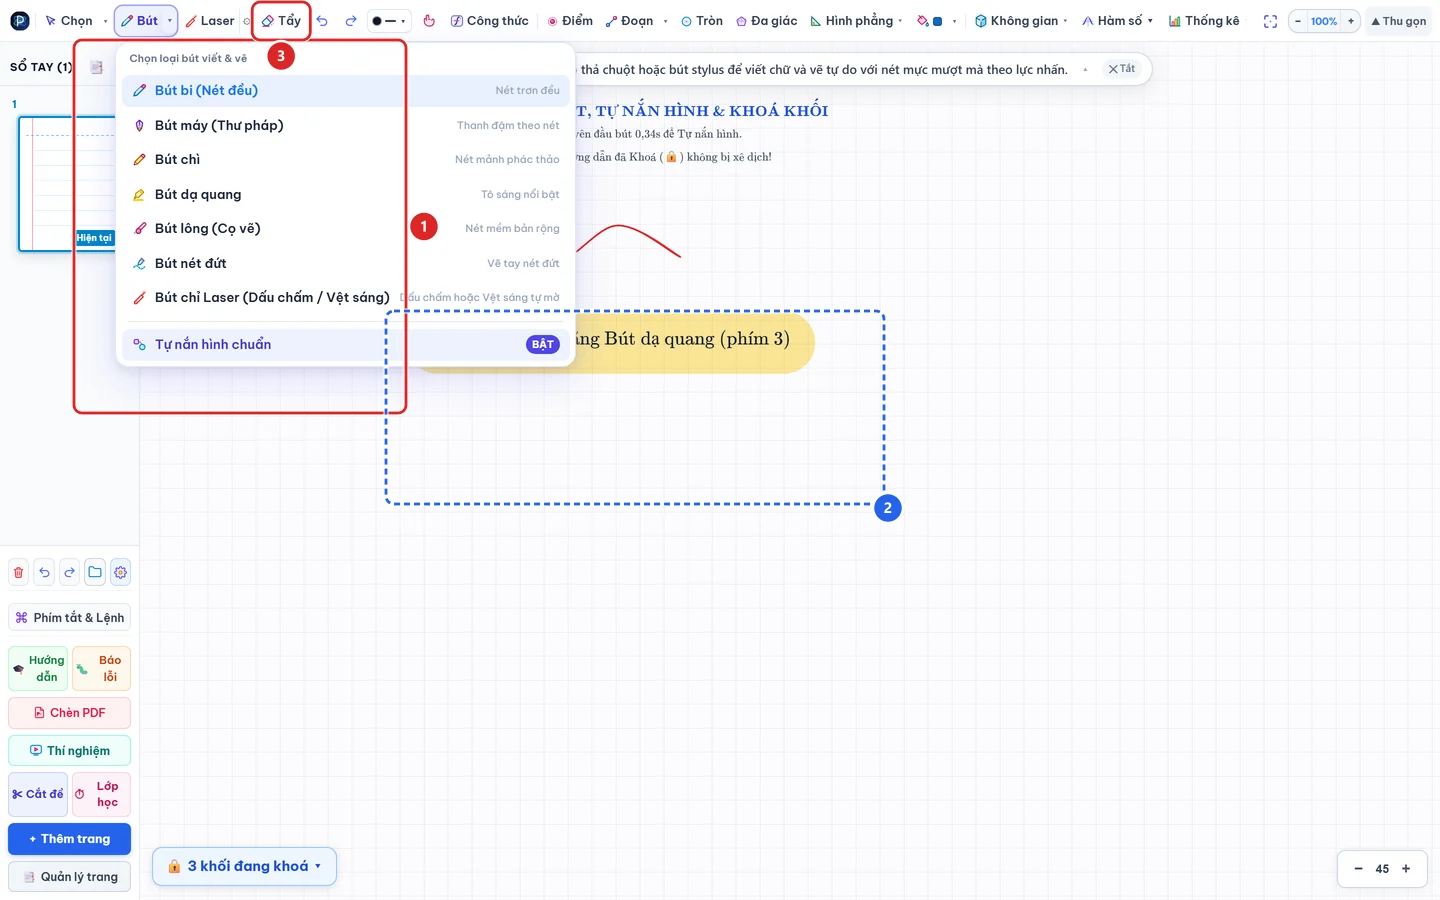 Chọn
Bút
Laser
Tẩy
Công thức
Điểm
Đoạn
Tròn
Đa giác
Hình phẳng
Không gian
Hàm số
Thống kê
− 100% +
▲ Thu gọn
3
SỔ TAY (1)
Chọn loại bút viết & vẽ
thả chuột hoặc bút stylus để viết chữ và vẽ tự do với nét mực mượt mà theo lực nhấn.
Tắt
1
Hiện tại
Bút bi (Nét đều)
Nét trơn đều
Bút máy (Thư pháp)
Thanh đậm theo nét
Bút chì
Nét mảnh phác thảo
Bút dạ quang
Tô sáng nổi bật
Bút lông (Cọ vẽ)
Nét mềm bản rộng
Bút nét đứt
Vẽ tay nét đứt
Bút chỉ Laser (Dấu chấm / Vệt sáng)
Dấu chấm hoặc Vệt sáng tự mờ
Tự nắn hình chuẩn
BẬT
1
T, TỰ NẮN HÌNH & KHOÁ KHỐI
yên đầu bút 0,34s để Tự nắn hình.
ng dẫn đã Khoá (🔒) không bị xê dịch!
ng Bút dạ quang (phím 3)
2
Phím tắt & Lệnh
Hướng dẫn
Báo lỗi
Chèn PDF
Thí nghiệm
Cắt đề
Lớp học
+ Thêm trang
Quản lý trang
🔒 3 khối đang khoá ▾
− 45 +